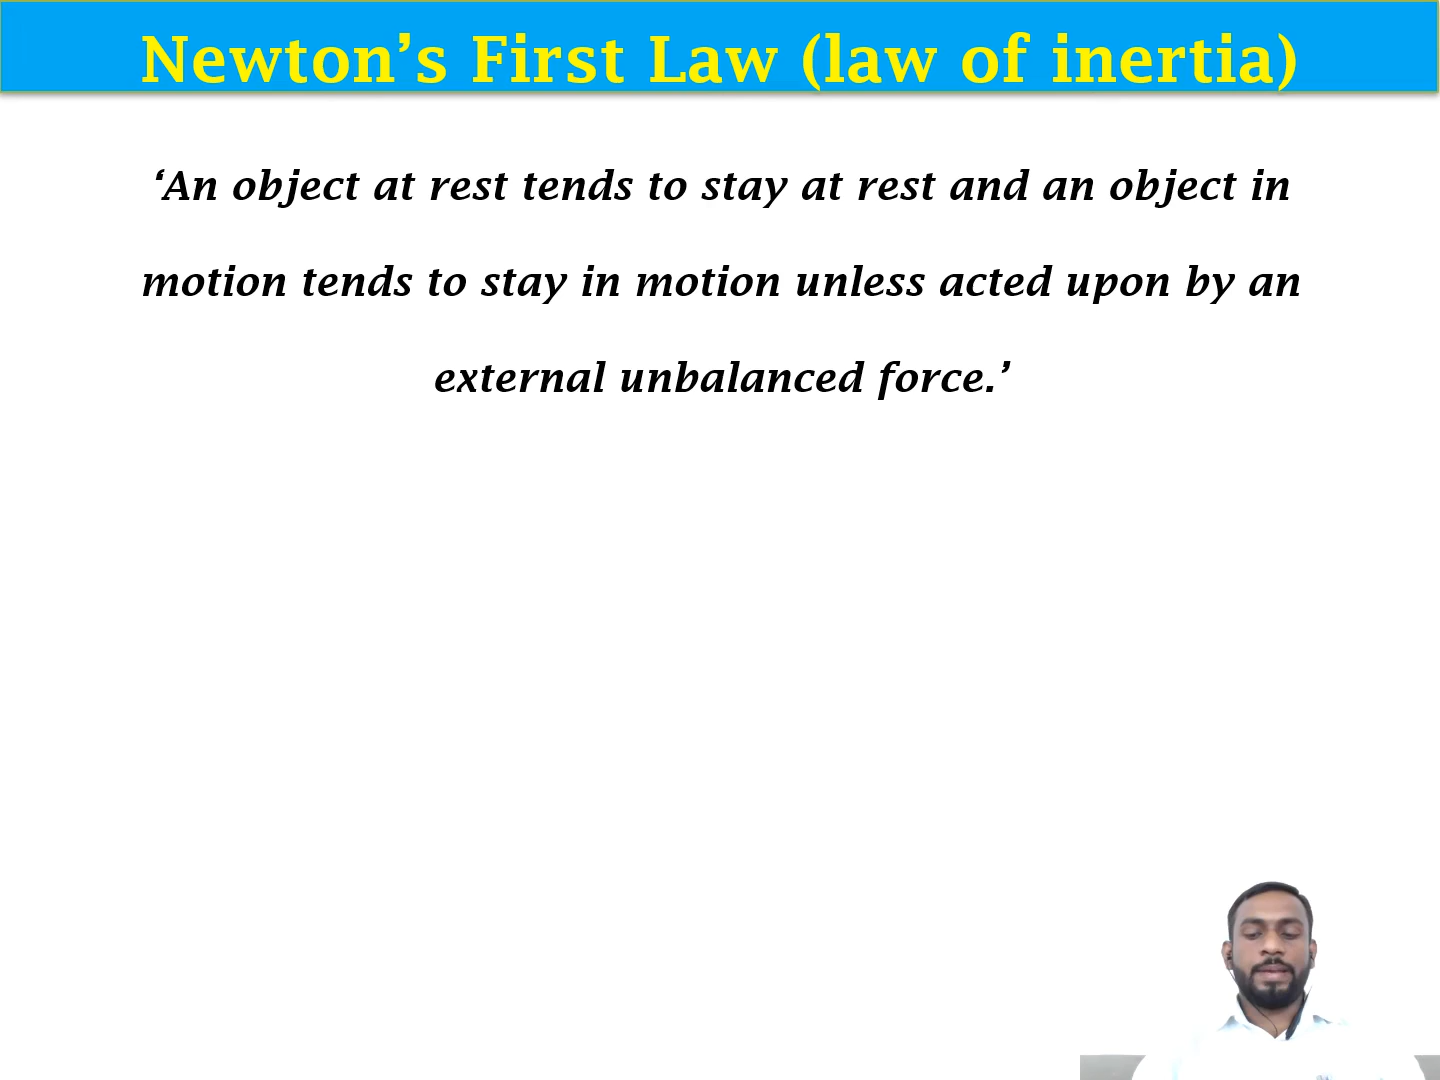 Newton’s First Law (law of inertia)
‘An object at rest tends to stay at rest and an object in
motion tends to stay in motion unless acted upon by an
external unbalanced force.’